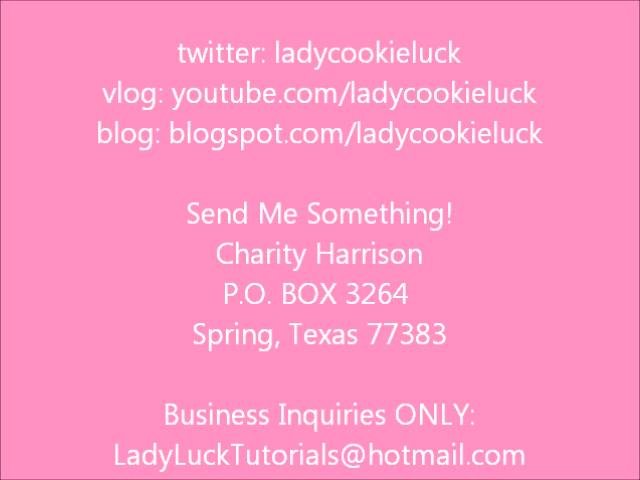 twitter: ladycookieluck
vlog: youtube.com/ladycookieluck
blog: blogspot.com/ladycookieluck
Send Me Something!
Charity Harrison
P.O. BOX 3264
Spring, Texas 77383
Business Inquiries ONLY:
LadyLuckTutorials@hotmail.com